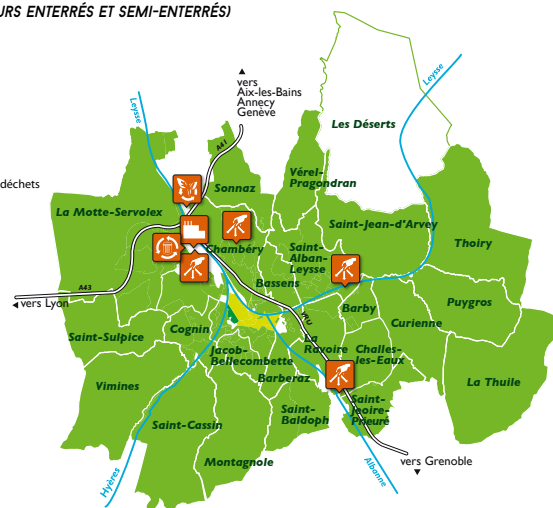 URS ENTERRÉS ET SEMI-ENTERRÉS)
vers
Aix-les-Bains
Annecy
Genève
Leysse
Leysse
Les Déserts
A41
déchets
Sonnaz
Vérel-
Pragondran
La Motte-Servolex
Saint-Jean-d'Arvey
Thoiry
Chambéry
Saint-
Alban-
Leysse
Bassens
A43
vers Lyon
Puygros
Barby
Curienne
Cognin
Saint-Sulpice
La
Ravoire
Challes-
les-Eaux
Jacob-
Bellecombette
Barberaz
Vimines
La Thuile
Saint-Cassin
Saint-
Baldoph
Saint-
Jeoire-
Prieuré
Montagnole
vers Grenoble
Hyères
Albanne